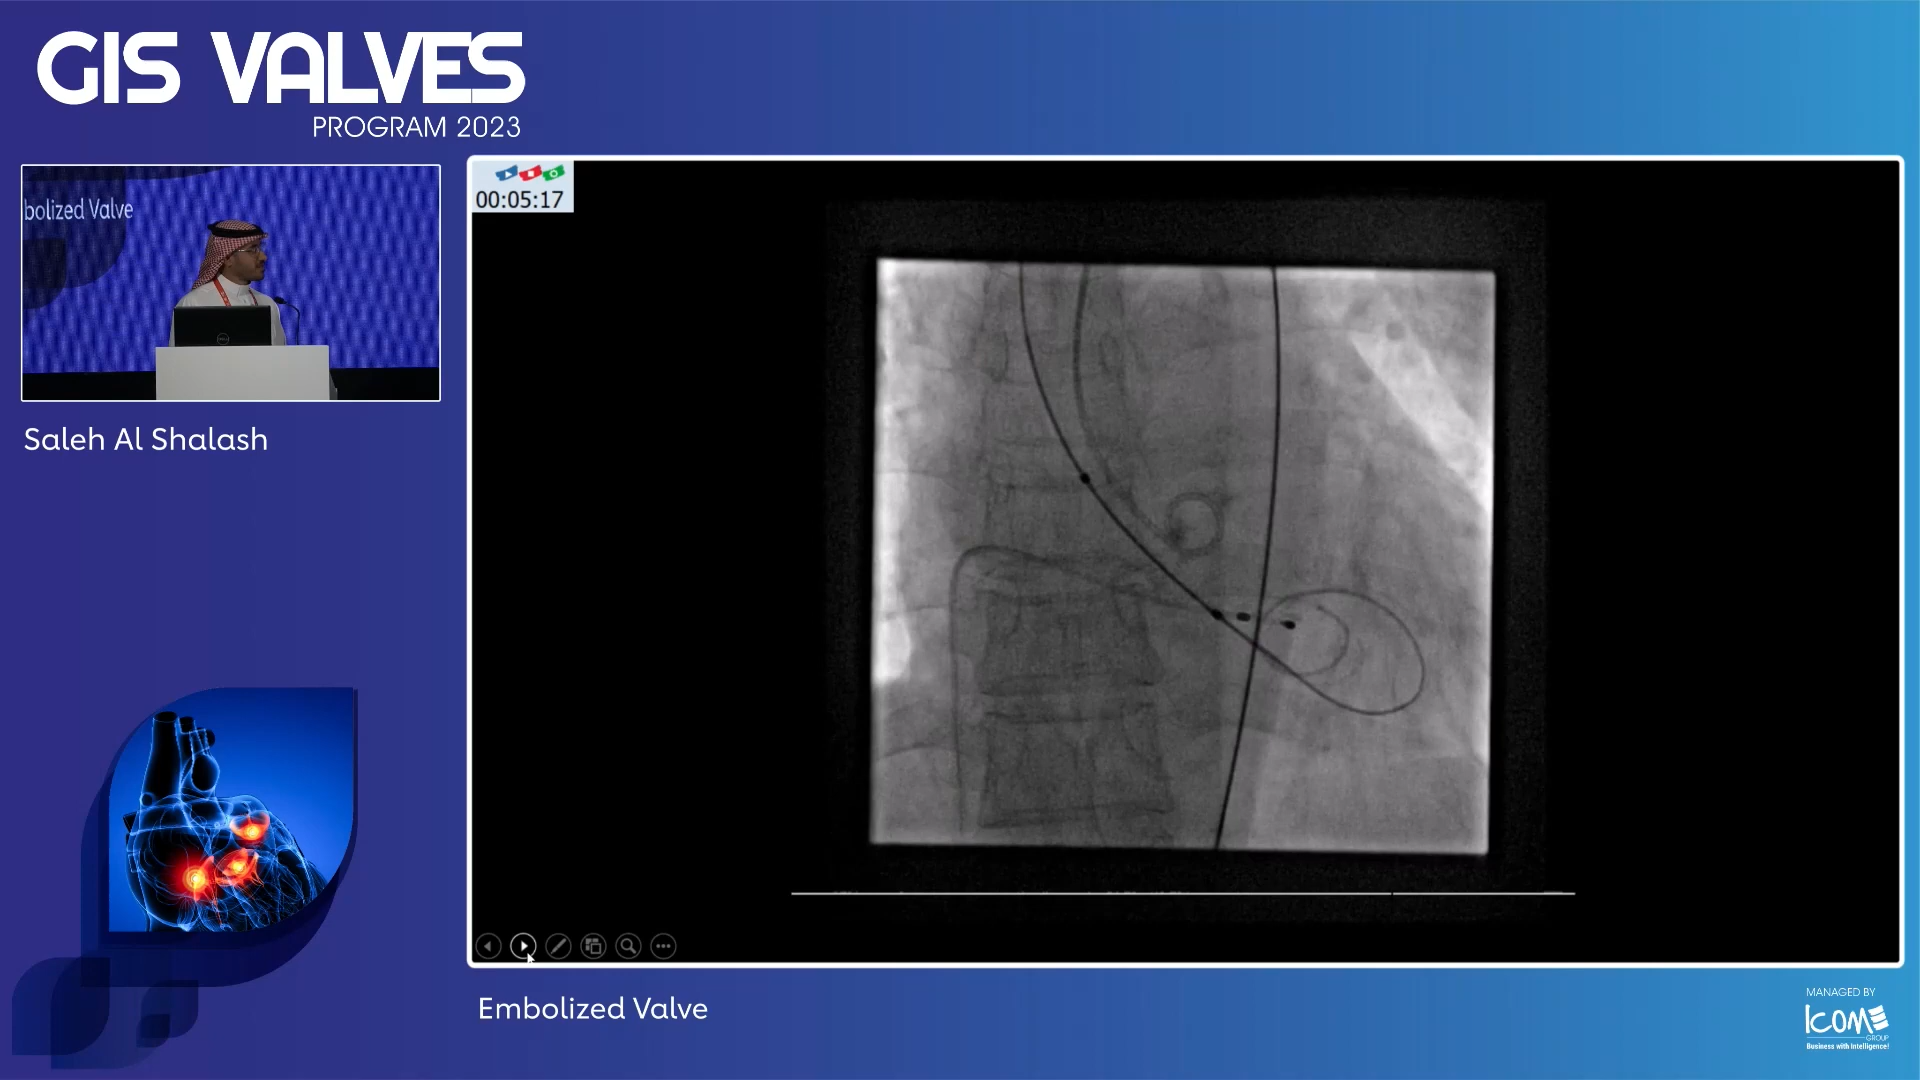 GIS VALVES
PROGRAM 2023
bolized Valve
00:05:17
Saleh Al Shalash
Embolized Valve
MANAGED BY
ICOM
GROUP
Business with Intelligence!